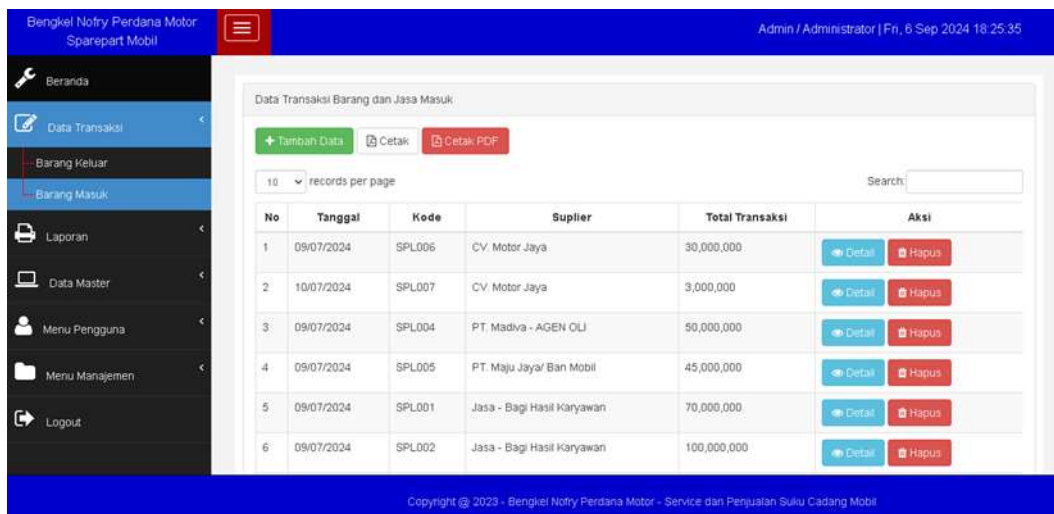 Bengkel Nofry Perdana Motor
Sparepart Mobil
Admin / Administrator | Fri, 6 Sep 2024 18:25:35
Beranda
Data Transaksi
Barang Keluar
Barang Masuk
Laporan
Data Master
Menu Pengguna
Menu Manajemen
Logout
Data Transaksi Barang dan Jasa Masuk
Tambah Data Cetak Cetak PDF
10 records per page Search:
No Tanggal Kode Suplier Total Transaksi Aksi
1 09/07/2024 SPL006 CV. Motor Jaya 30,000,000 Detail Hapus
2 10/07/2024 SPL007 CV. Motor Jaya 3,000,000 Detail Hapus
3 09/07/2024 SPL004 PT. Madiva - AGEN OLI 50,000,000 Detail Hapus
4 09/07/2024 SPL005 PT. Maju Jaya/ Ban Mobil 45,000,000 Detail Hapus
5 09/07/2024 SPL001 Jasa - Bagi Hasil Karyawan 70,000,000 Detail Hapus
6 09/07/2024 SPL002 Jasa - Bagi Hasil Karyawan 100,000,000 Detail Hapus
Copyright @ 2023 - Bengkel Nofry Perdana Motor - Service dan Penjualan Suku Cadang Mobil